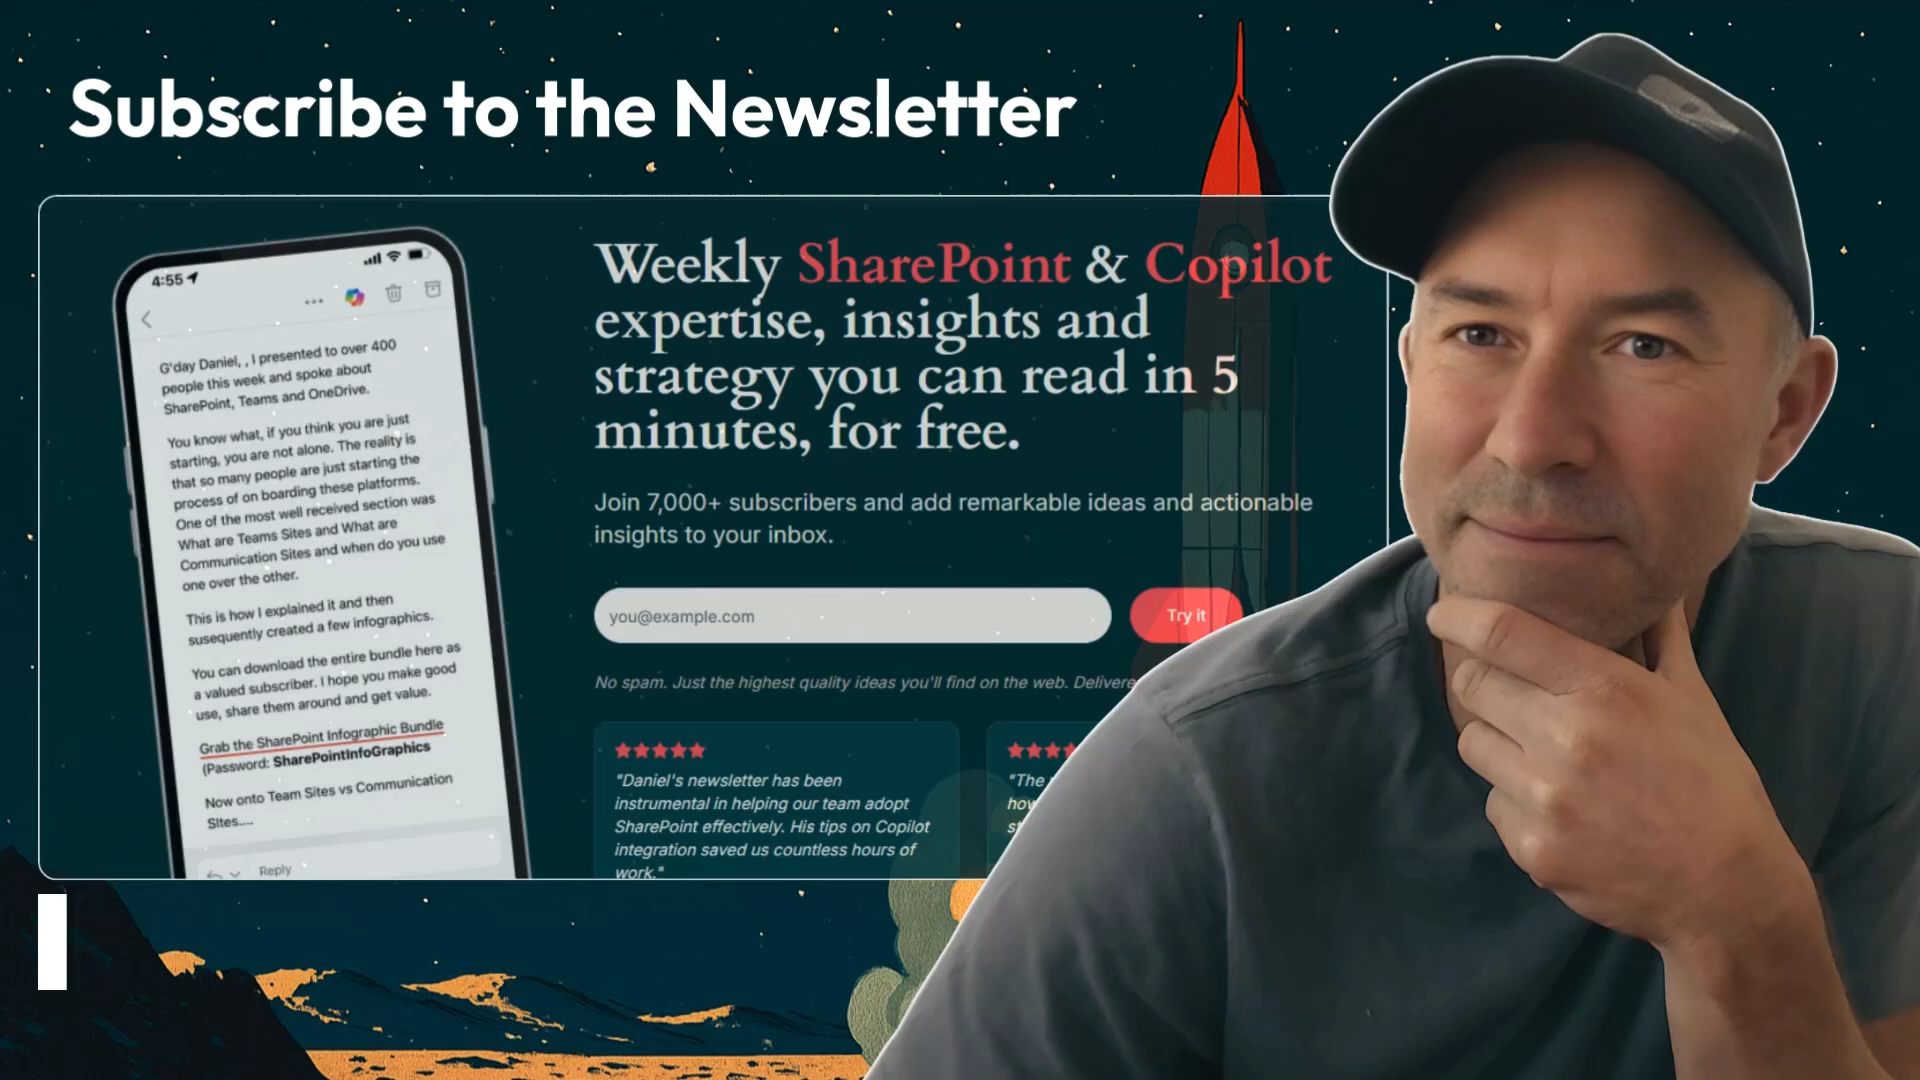 Subscribe to the Newsletter
4:55
G'day Daniel, , I presented to over 400
people this week and spoke about
SharePoint, Teams and OneDrive.
You know what, if you think you are just
starting, you are not alone. The reality is
that so many people are just starting the
process of on boarding these platforms.
One of the most well received section was
What are Teams Sites and What are
Communication Sites and when do you use
one over the other.
This is how I explained it and then
susequently created a few infographics.
You can download the entire bundle here as
a valued subscriber. I hope you make good
use, share them around and get value.
Grab the SharePoint Infographic Bundle
(Password: SharePointInfoGraphics
Now onto Team Sites vs Communication
SItes....
Reply
Weekly SharePoint & Copilot
expertise, insights and
strategy you can read in 5
minutes, for free.
Join 7,000+ subscribers and add remarkable ideas and actionable
insights to your inbox.
you@example.com
Try it
No spam. Just the highest quality ideas you'll find on the web. Delivere
"Daniel's newsletter has been
instrumental in helping our team adopt
SharePoint effectively. His tips on Copilot
integration saved us countless hours of
work."
"The
how